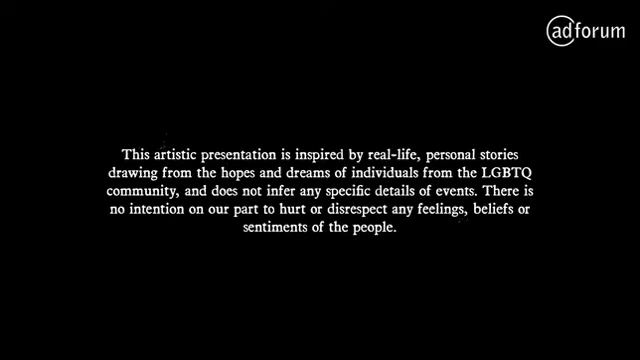 adforum
This artistic presentation is inspired by real-life, personal stories
drawing from the hopes and dreams of individuals from the LGBTQ
community, and does not infer any specific details of events. There is
no intention on our part to hurt or disrespect any feelings, beliefs or
sentiments of the people.